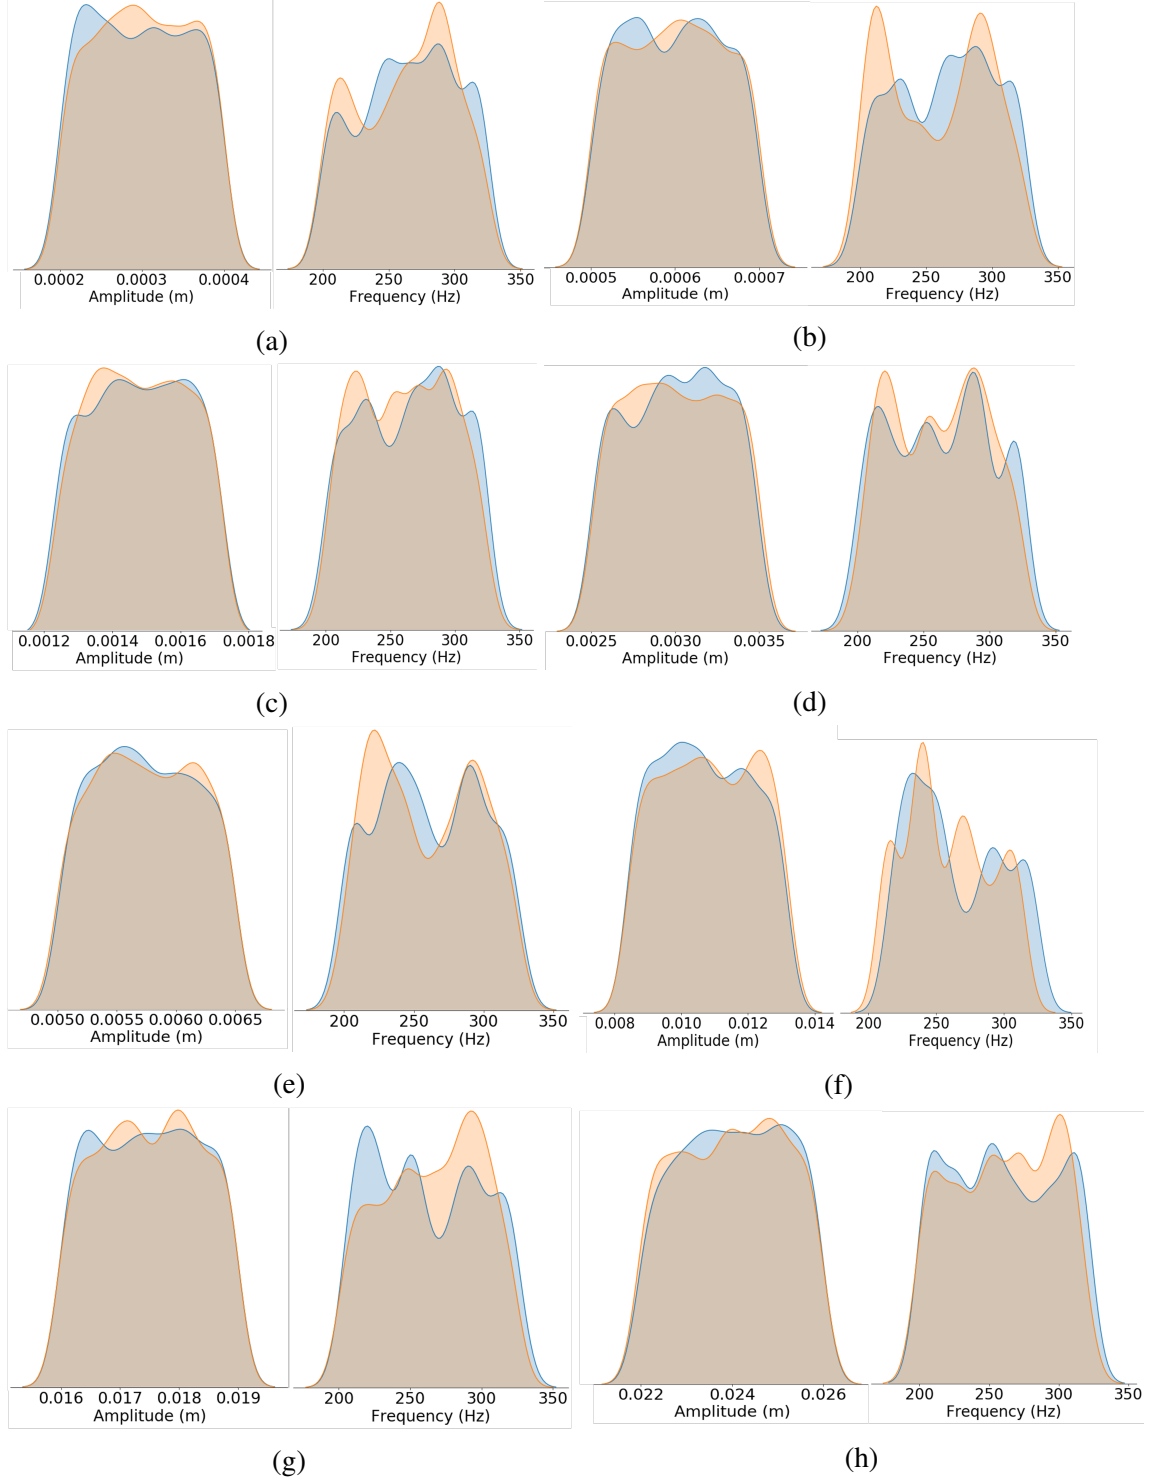 0.0002 0.0003 0.0004 200 250 300 350 0.0005 0.0006 0.0007 200 250 300 350
Amplitude (m) Frequency (Hz) Amplitude (m) Frequency (Hz)
(a) (b)
0.0012 0.0014 0.0016 0.0018 200 250 300 350 0.0025 0.0030 0.0035 200 250 300 350
Amplitude (m) Frequency (Hz) Amplitude (m) Frequency (Hz)
(c) (d)
0.0050 0.0055 0.0060 0.0065 200 250 300 350 0.008 0.010 0.012 0.014 200 250 300 350
Amplitude (m) Frequency (Hz) Amplitude (m) Frequency (Hz)
(e) (f)
0.016 0.017 0.018 0.019 200 250 300 350 0.022 0.024 0.026 200 250 300 350
Amplitude (m) Frequency (Hz) Amplitude (m) Frequency (Hz)
(g) (h)